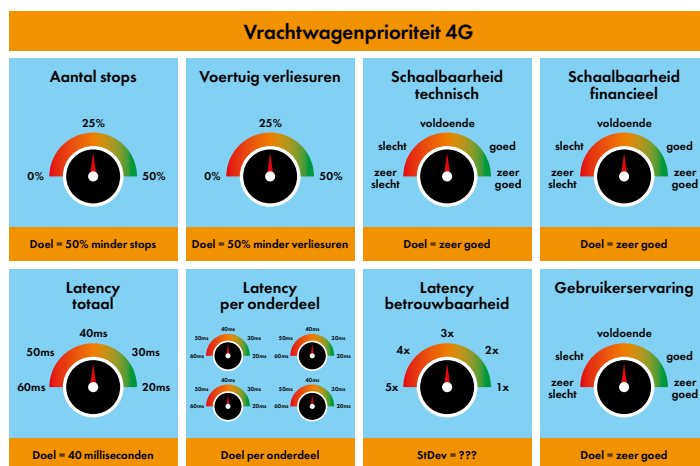 Vrachtwagenprioriteit 4G
Aantal stops
25%
0%
50%
Doel = 50% minder stops
Voertuig verliesuren
25%
0%
50%
Doel = 50% minder verliesuren
Schaalbaarheid
technisch
voldoende
slecht
goed
zeer
slecht
zeer
goed
Doel = zeer goed
Schaalbaarheid
financieel
voldoende
slecht
goed
zeer
slecht
zeer
goed
Doel = zeer goed
Latency
totaal
40ms
50ms
30ms
60ms
20ms
Doel = 40 milliseconden
Latency
per onderdeel
40ms
50ms
30ms
60ms
20ms
40ms
50ms
30ms
60ms
20ms
40ms
50ms
30ms
60ms
20ms
40ms
50ms
30ms
60ms
20ms
Doel per onderdeel
Latency
betrouwbaarheid
3x
4x
2x
5x
1x
StDev = ???
Gebruikerservaring
voldoende
slecht
goed
zeer
slecht
zeer
goed
Doel = zeer goed